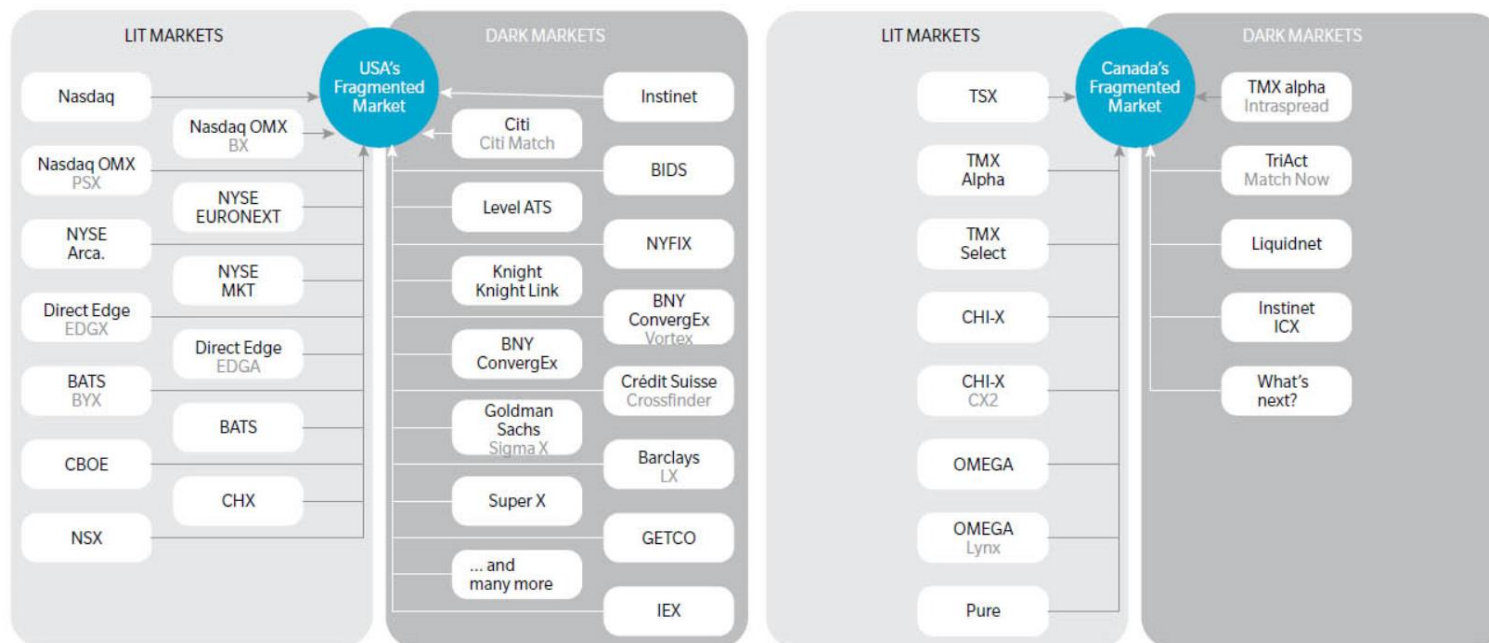 LIT MARKETS
USA's
Fragmented
Market
DARK MARKETS
Nasdaq
Nasdaq OMX
BX
Nasdaq OMX
PSX
NYSE
EURONEXT
NYSE
Arca.
NYSE
MKT
Direct Edge
EDGX
Direct Edge
EDGA
BATS
BYX
BATS
CBOE
CHX
NSX
Instinet
Citi
Citi Match
BIDS
Level ATS
NYFIX
Knight
Knight Link
BNY
ConvergEx
Vortex
BNY
ConvergEx
Crédit Suisse
Crossfinder
Goldman
Sachs
Sigma X
Barclays
LX
Super X
GETCO
... and
many more
IEX
LIT MARKETS
Canada's
Fragmented
Market
DARK MARKETS
TSX
TMX
Alpha
TMX
Select
CHI-X
CHI-X
CX2
OMEGA
OMEGA
Lynx
Pure
TMX alpha
Intraspread
TriAct
Match Now
Liquidnet
Instinet
ICX
What's
next?